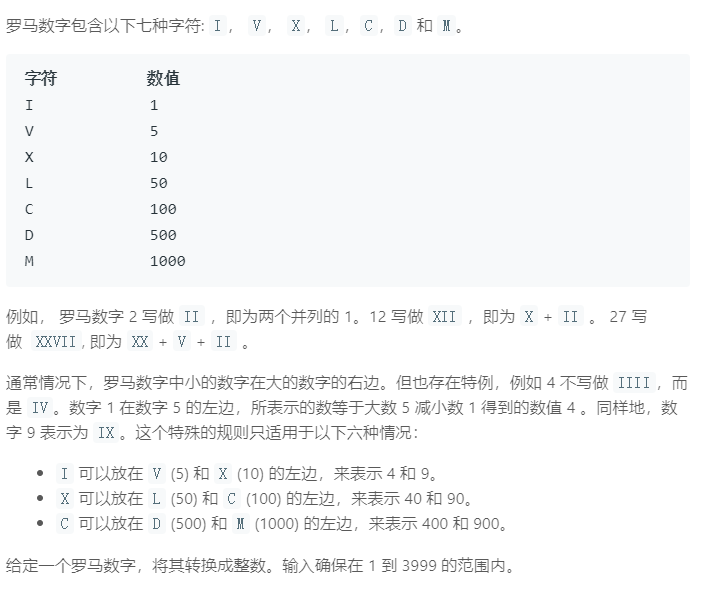 罗马数字包含以下七种字符: I， V， X， L，C，D 和 M。
字符 数值
I 1
V 5
X 10
L 50
C 100
D 500
M 1000
例如， 罗马数字 2 写做 II ，即为两个并列的 1。12 写做 XII ，即为 X + II 。 27 写
做 XXVII, 即为 XX + V + II 。
通常情况下，罗马数字中小的数字在大的数字的右边。但也存在特例，例如 4 不写做 IIII，而
是 IV。数字 1 在数字 5 的左边，所表示的数等于大数 5 减小数 1 得到的数值 4 。同样地，数
字 9 表示为 IX。这个特殊的规则只适用于以下六种情况：
• I 可以放在 V (5) 和 X (10) 的左边，来表示 4 和 9。
• X 可以放在 L (50) 和 C (100) 的左边，来表示 40 和 90。
• C 可以放在 D (500) 和 M (1000) 的左边，来表示 400 和 900。
给定一个罗马数字，将其转换成整数。输入确保在 1 到 3999 的范围内。